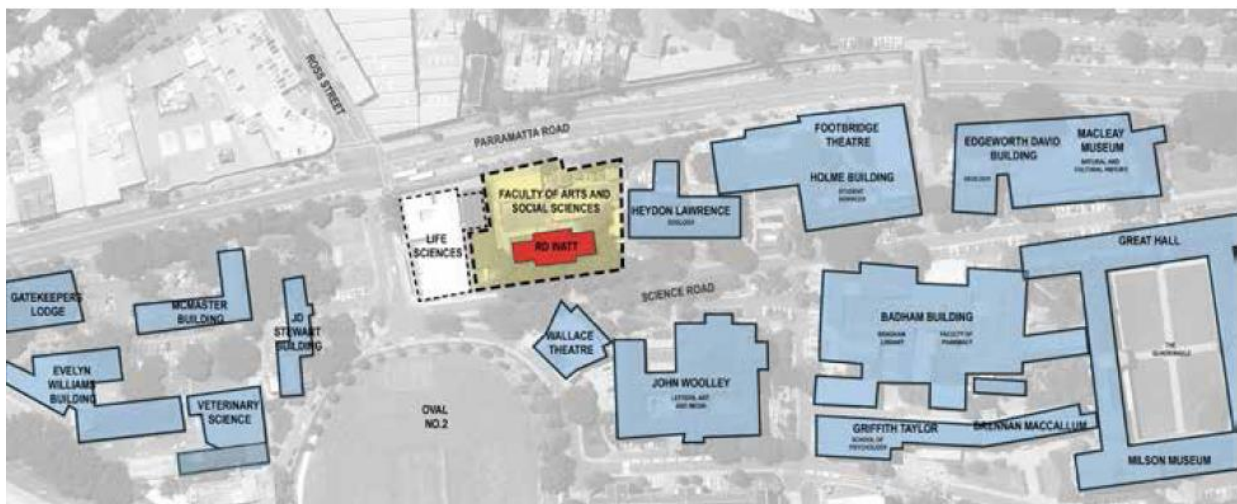 ROSS STREET
PARRAMATTA ROAD
FOOTBRIDGE
THEATRE
HOLME BUILDING
STUDENT
SERVICES
EDGEWORTH DAVID
BUILDING
GEOLOGY
MACLEAY
MUSEUM
NATURAL AND
CULTURAL HISTORY
FACULTY OF ARTS AND
SOCIAL SCIENCES
RD WATT
LIFE
SCIENCES
HEYDON LAWRENCE
ZOOLOGY
GREAT HALL
SCIENCE ROAD
GATEKEEPERS
LODGE
MCMASTER
BUILDING
JD
STEWART
BUILDING
WALLACE
THEATRE
BADHAM BUILDING
BADHAM
LIBRARY
FACULTY OF
PHARMACY
THE
QUADRANGLE
EVELYN
WILLIAMS
BUILDING
VETERINARY
SCIENCE
OVAL
NO.2
JOHN WOOLLEY
LETTERS, ART
AND MUSIC
GRIFFITH TAYLOR
SCHOOL OF
PSYCHOLOGY
BRENNAN MACCALLUM
MILSON MUSEUM